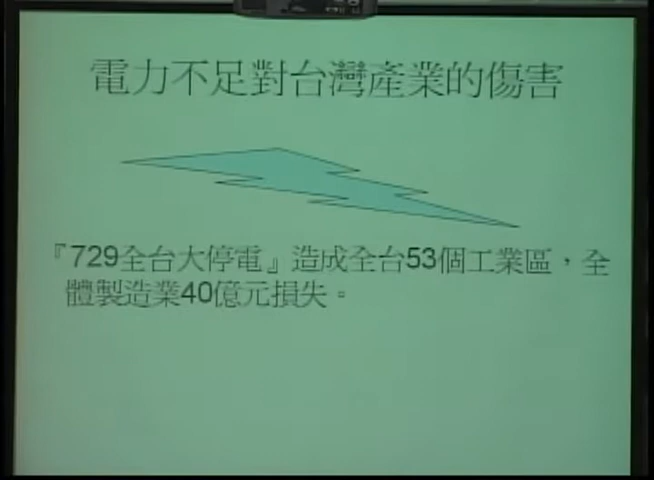 電力不足對台灣產業的傷害
『729全台大停電』造成全台53個工業區，全
體製造業40億元損失。